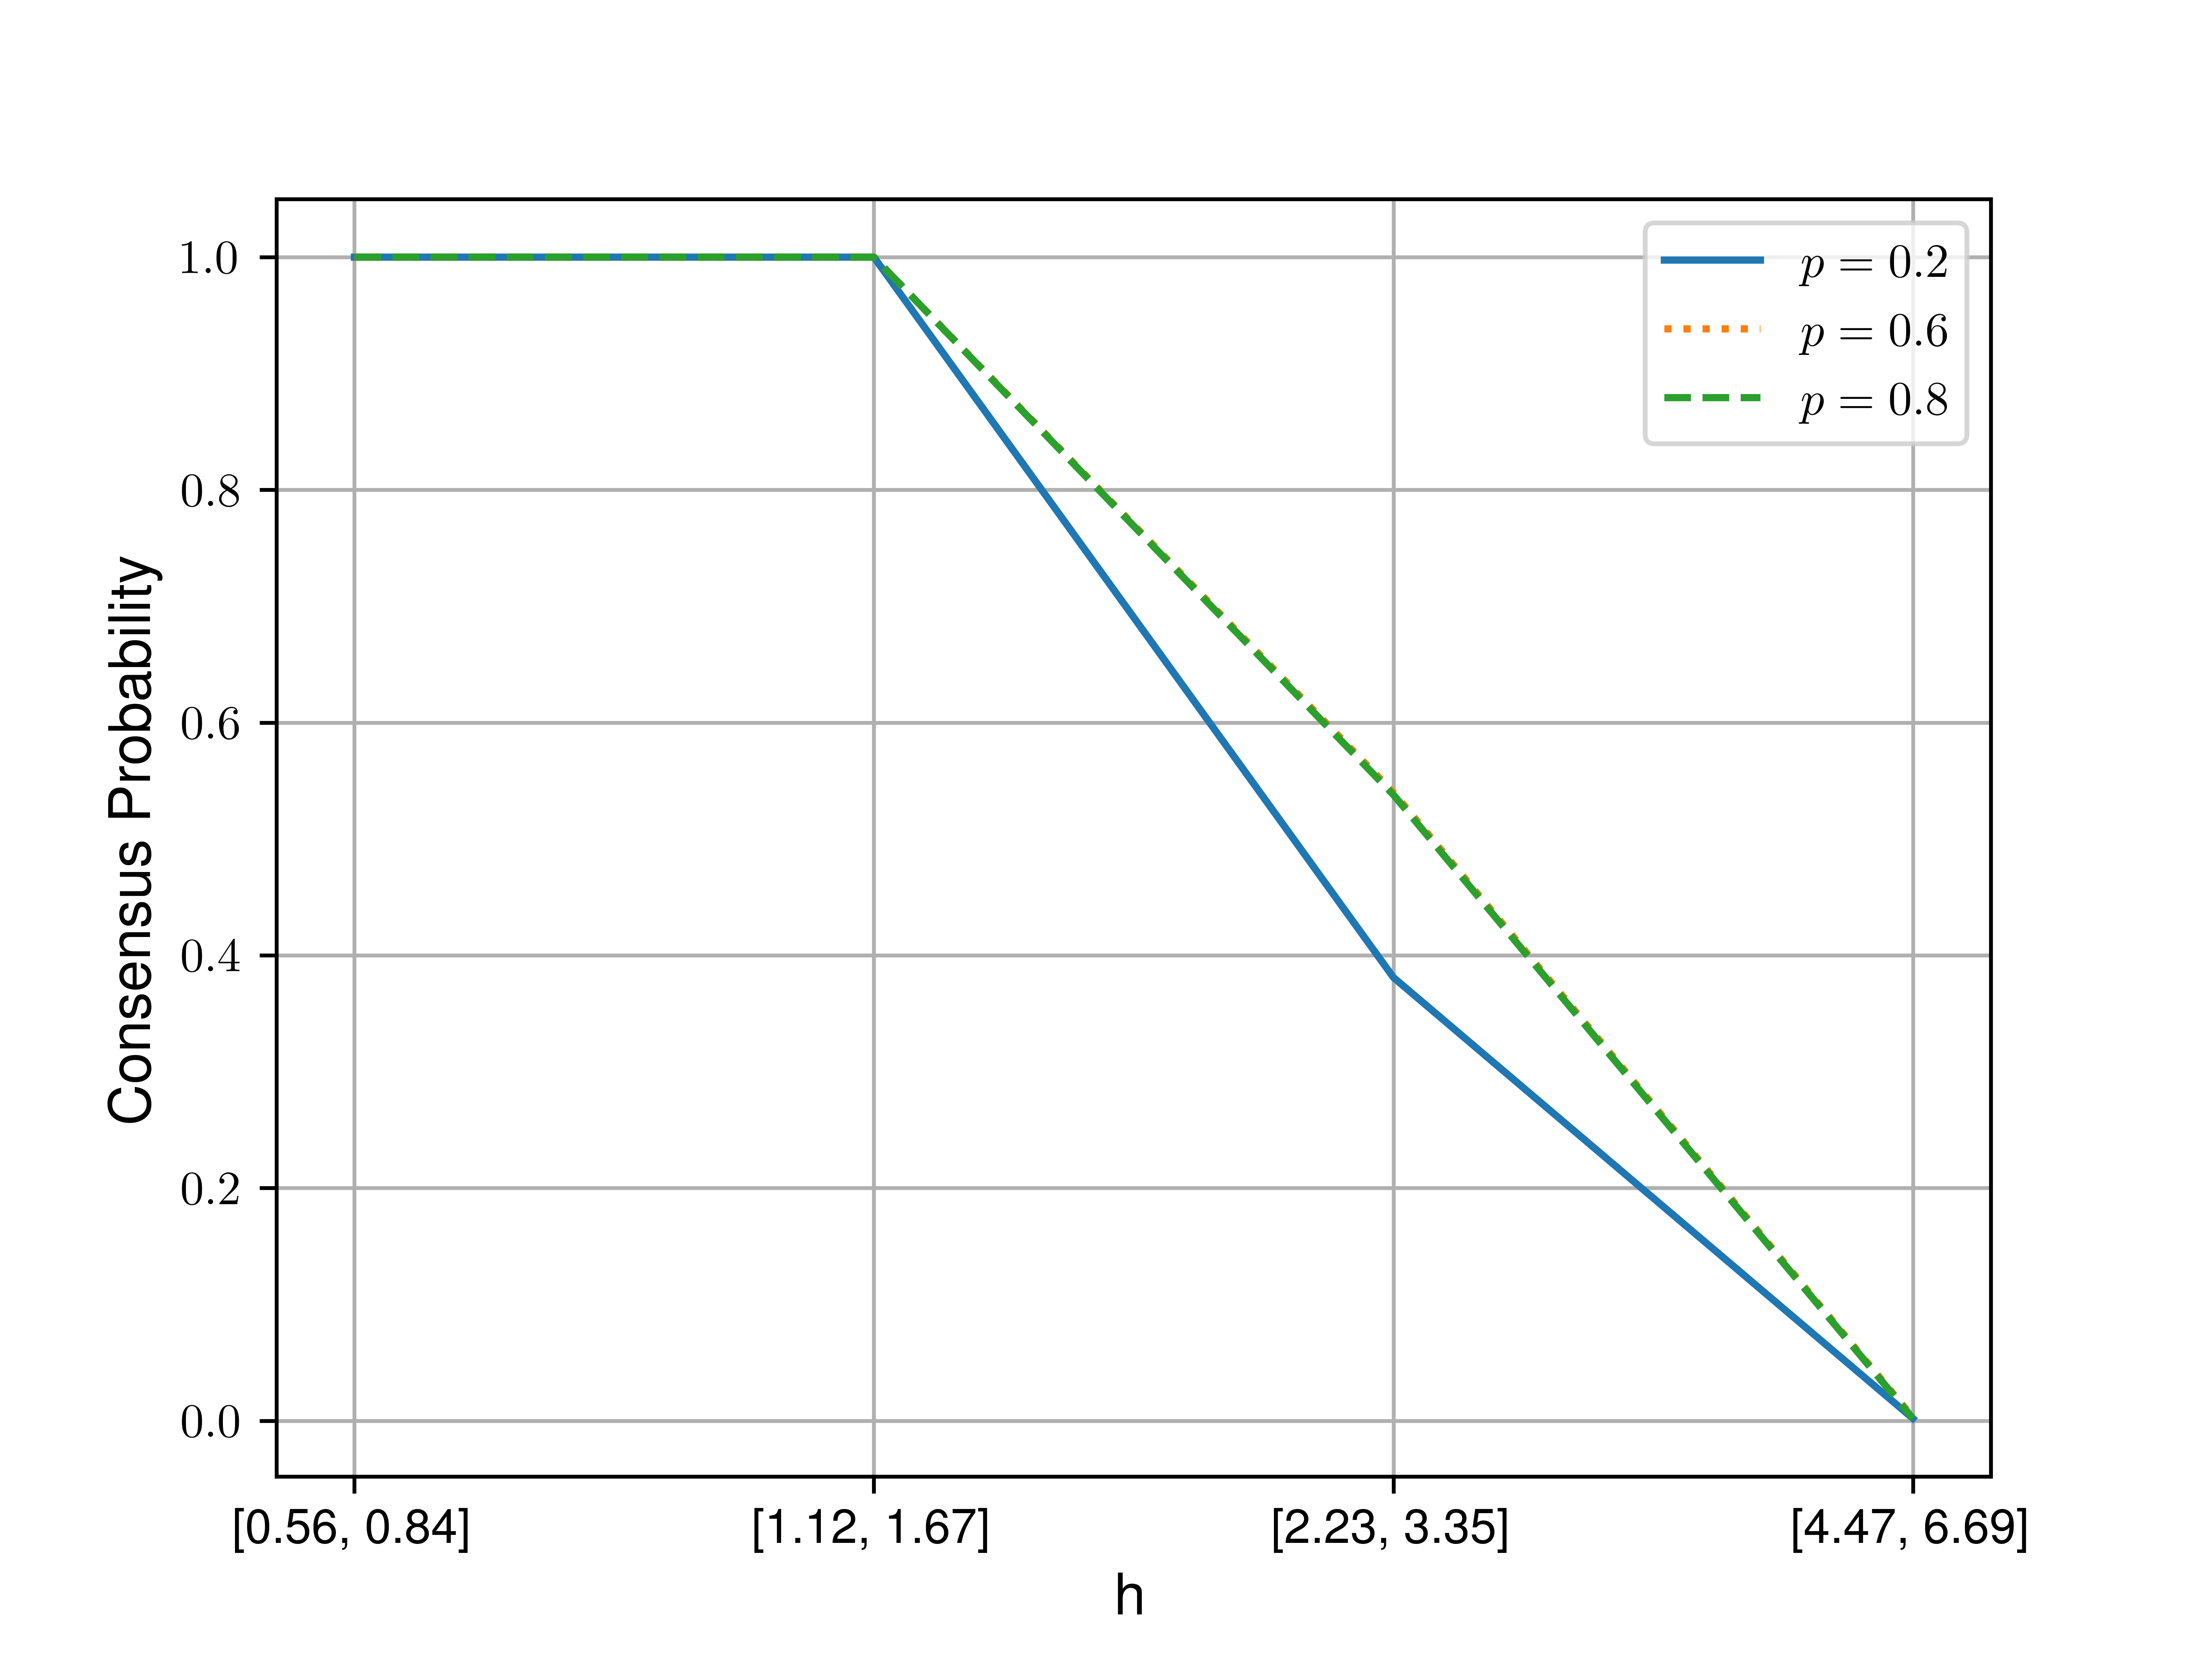 1.0
0.8
0.6
0.4
0.2
0.0
Consensus Probability
p = 0.2
p = 0.6
p = 0.8
[0.56, 0.84]
[1.12, 1.67]
[2.23, 3.35]
[4.47, 6.69]
h